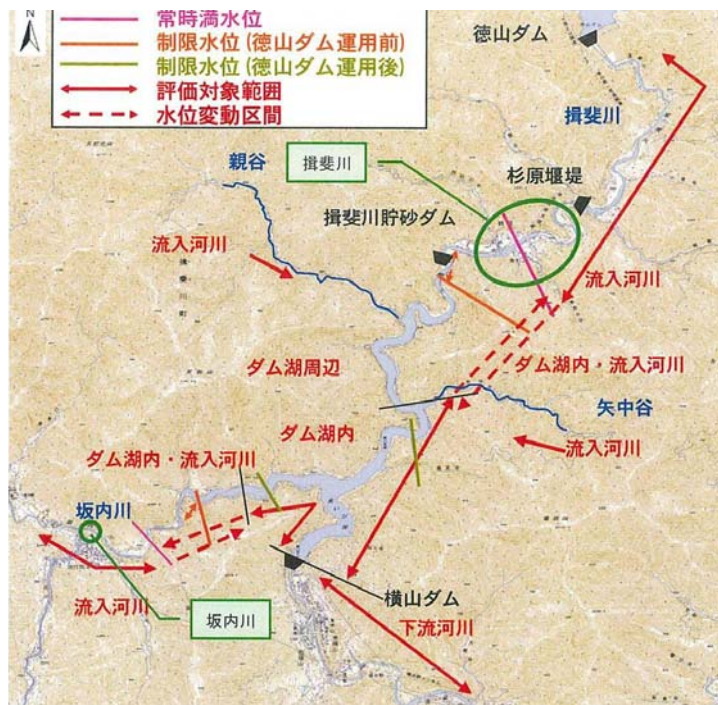 N
常時満水位
制限水位(徳山ダム運用前)
制限水位(徳山ダム運用後)
評価対象範囲
水位変動区間
徳山ダム
揖斐川
親谷
揖斐川
杉原堰堤
揖斐川貯砂ダム
流入河川
流入河川
ダム湖周辺
ダム湖内・流入河川
矢中谷
ダム湖内
流入河川
ダム湖内・流入河川
坂内川
横山ダム
流入河川
坂内川
下流河川